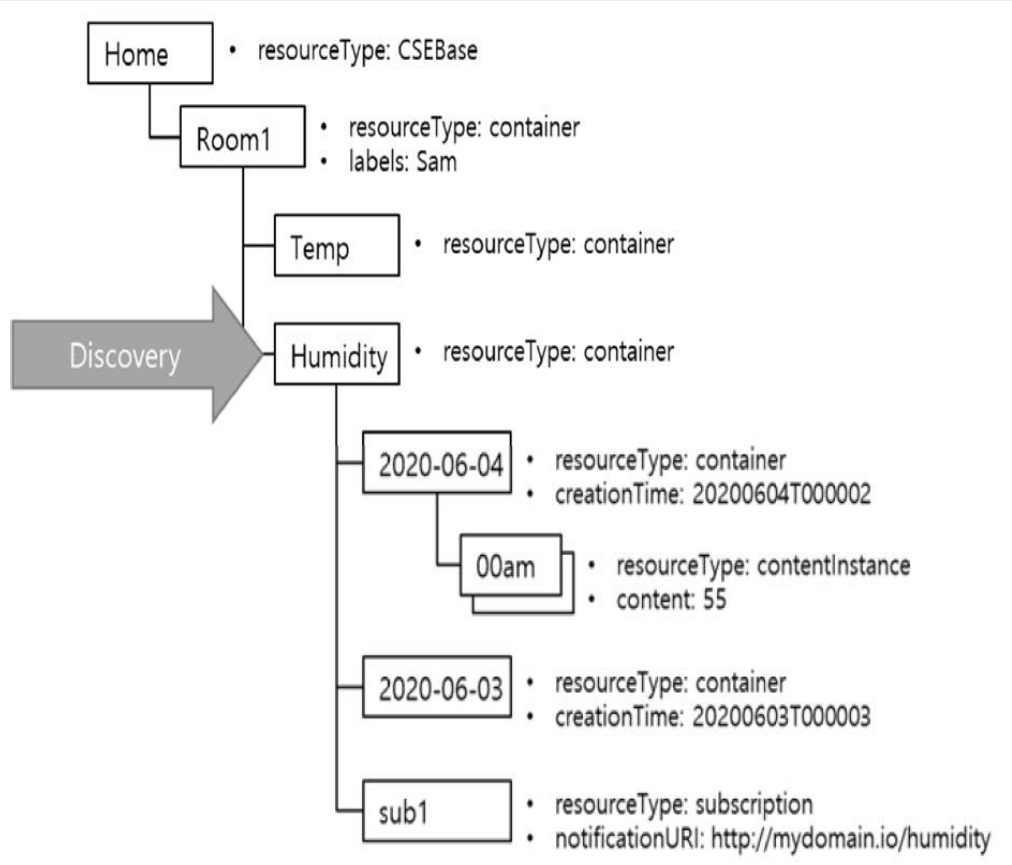 Home
• resourceType: CSEBase
Room1
• resourceType: container
• labels: Sam
Temp
• resourceType: container
Discovery
Humidity
• resourceType: container
2020-06-04
• resourceType: container
• creationTime: 20200604T000002
00am
• resourceType: contentInstance
• content: 55
2020-06-03
• resourceType: container
• creationTime: 20200603T000003
sub1
• resourceType: subscription
• notificationURI: http://mydomain.io/humidity